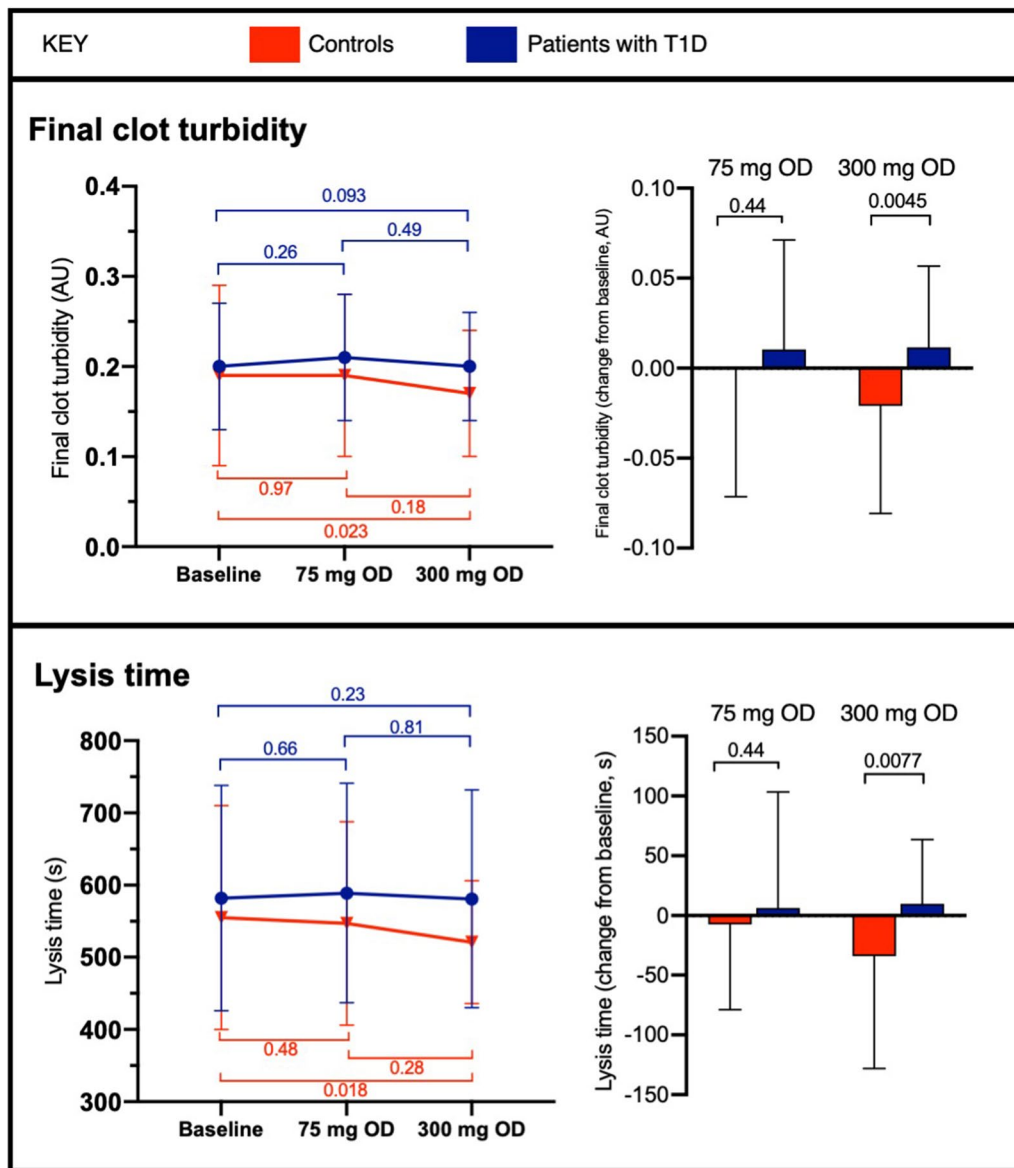 KEY
Controls
Patients with T1D
Final clot turbidity
Final clot turbidity (AU)
0.4
0.3
0.2
0.1
0.0
0.093
0.49
0.26
0.97
0.18
0.023
Baseline
75 mg OD
300 mg OD
75 mg OD
300 mg OD
Final clot turbidity (change from baseline, AU)
0.10
0.05
0.00
-0.05
-0.10
0.44
0.0045
Lysis time
Lysis time (s)
800
700
600
500
400
300
0.23
0.81
0.66
0.48
0.28
0.018
Baseline
75 mg OD
300 mg OD
75 mg OD
300 mg OD
Lysis time (change from baseline, s)
150
100
50
0
-50
-100
-150
0.44
0.0077